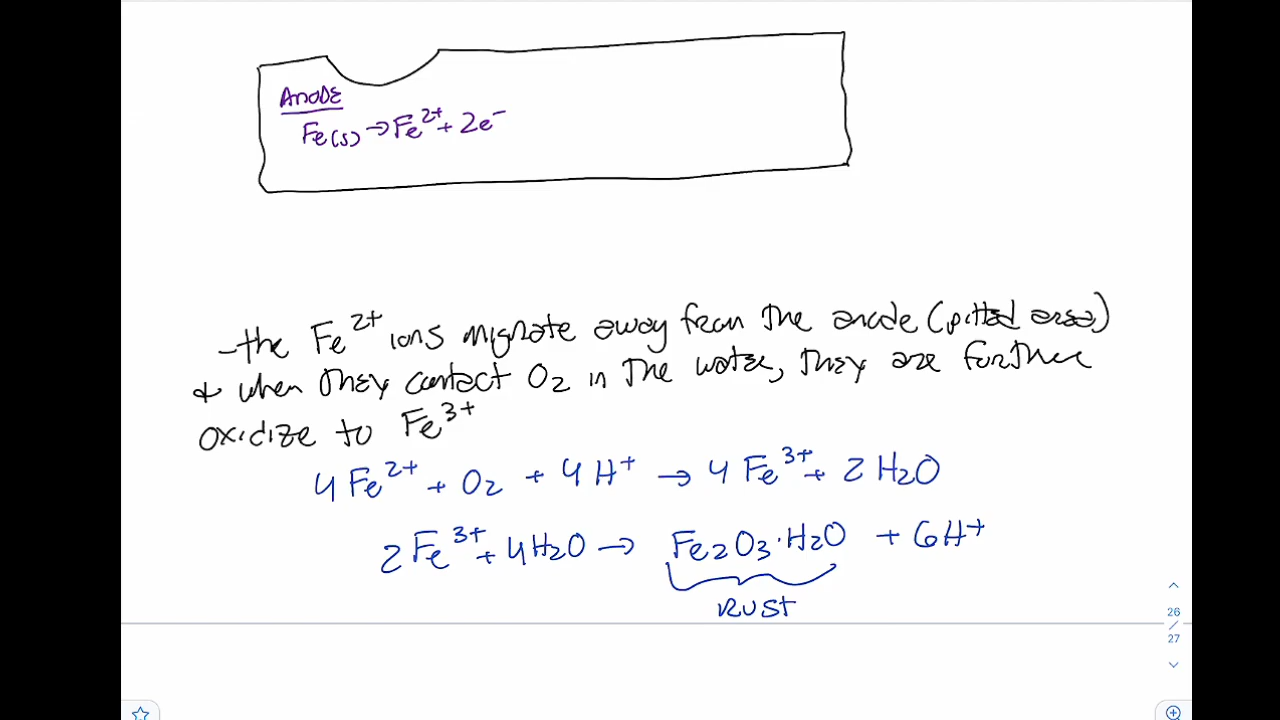 ANODE
Fe(s) → Fe²⁺ + 2e⁻
- the Fe²⁺ ions migrate away from the anode (pitted area)
& when they contact O₂ in the water, they are further
oxidize to Fe³⁺
4 Fe²⁺ + O₂ + 4 H⁺ → 4 Fe³⁺ + 2 H₂O
2 Fe³⁺ + 4 H₂O → Fe₂O₃·H₂O + 6H⁺
RUST
26
/
27